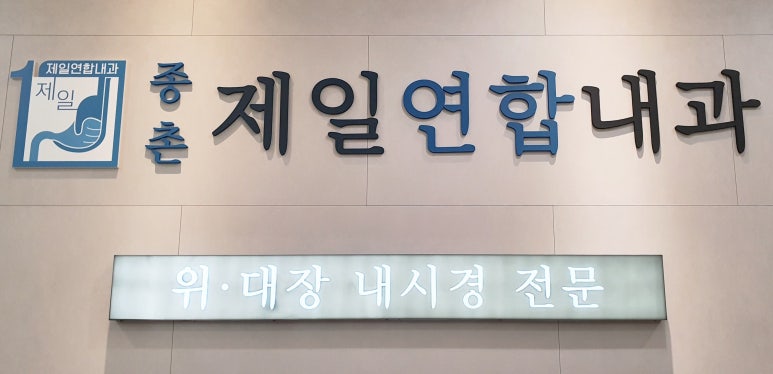 제일연합내과
제일
종촌 제일연합내과
위·대장 내시경 전문